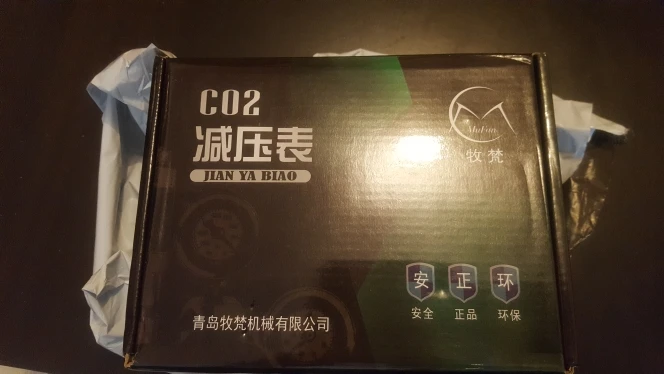 CO2
减压表
JIAN YA BIAO
MuFan
牧梵
安 正 环
安全 正品 环保
青岛牧梵机械有限公司